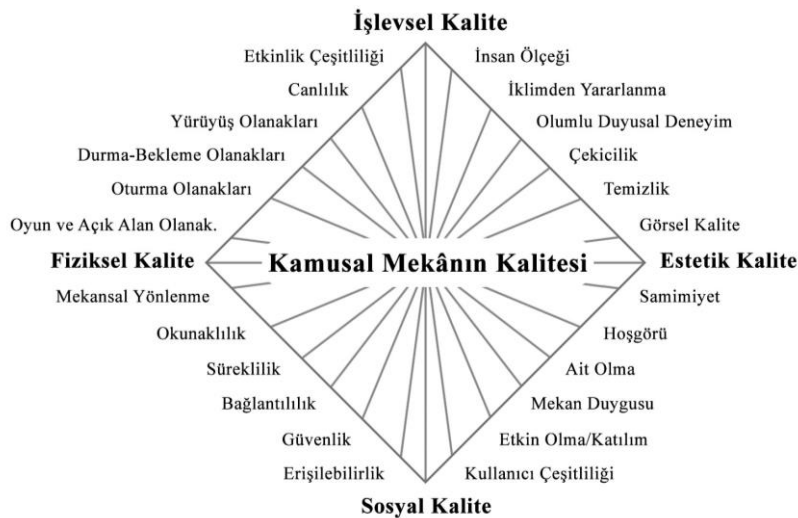 İşlevsel Kalite
Etkinlik Çeşitliliği
İnsan Ölçeği
Canlılık
İklimden Yararlanma
Yürüyüş Olanakları
Olumlu Duyusal Deneyim
Durma-Bekleme Olanakları
Çekicilik
Oturma Olanakları
Temizlik
Oyun ve Açık Alan Olanak.
Görsel Kalite
Fiziksel Kalite
Kamusal Mekânın Kalitesi
Estetik Kalite
Mekansal Yönlenme
Samimiyet
Okunaklılık
Hoşgörü
Süreklilik
Ait Olma
Bağlantılılık
Mekan Duygusu
Güvenlik
Etkin Olma/Katılım
Erişilebilirlik
Kullanıcı Çeşitliliği
Sosyal Kalite